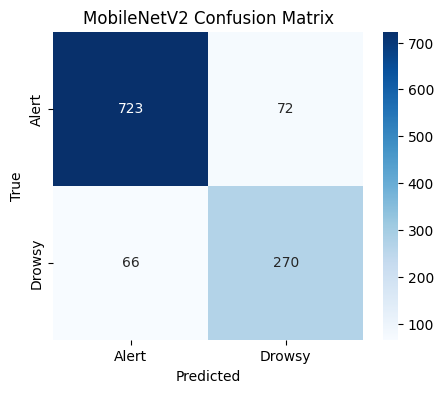 MobileNetV2 Confusion Matrix
True
Alert
723
72
Drowsy
66
270
Alert
Drowsy
Predicted
700
600
500
400
300
200
100